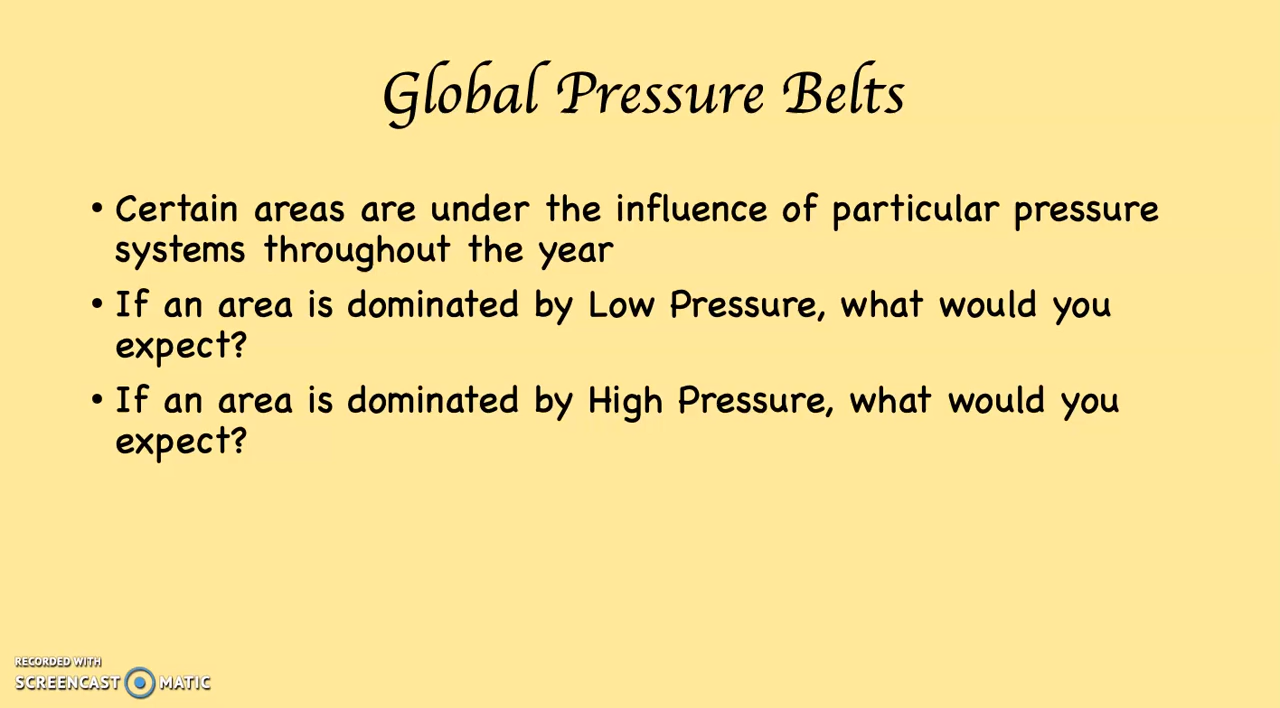 Global Pressure Belts
• Certain areas are under the influence of particular pressure
systems throughout the year
• If an area is dominated by Low Pressure, what would you
expect?
• If an area is dominated by High Pressure, what would you
expect?
RECORDED WITH
SCREENCAST MATIC